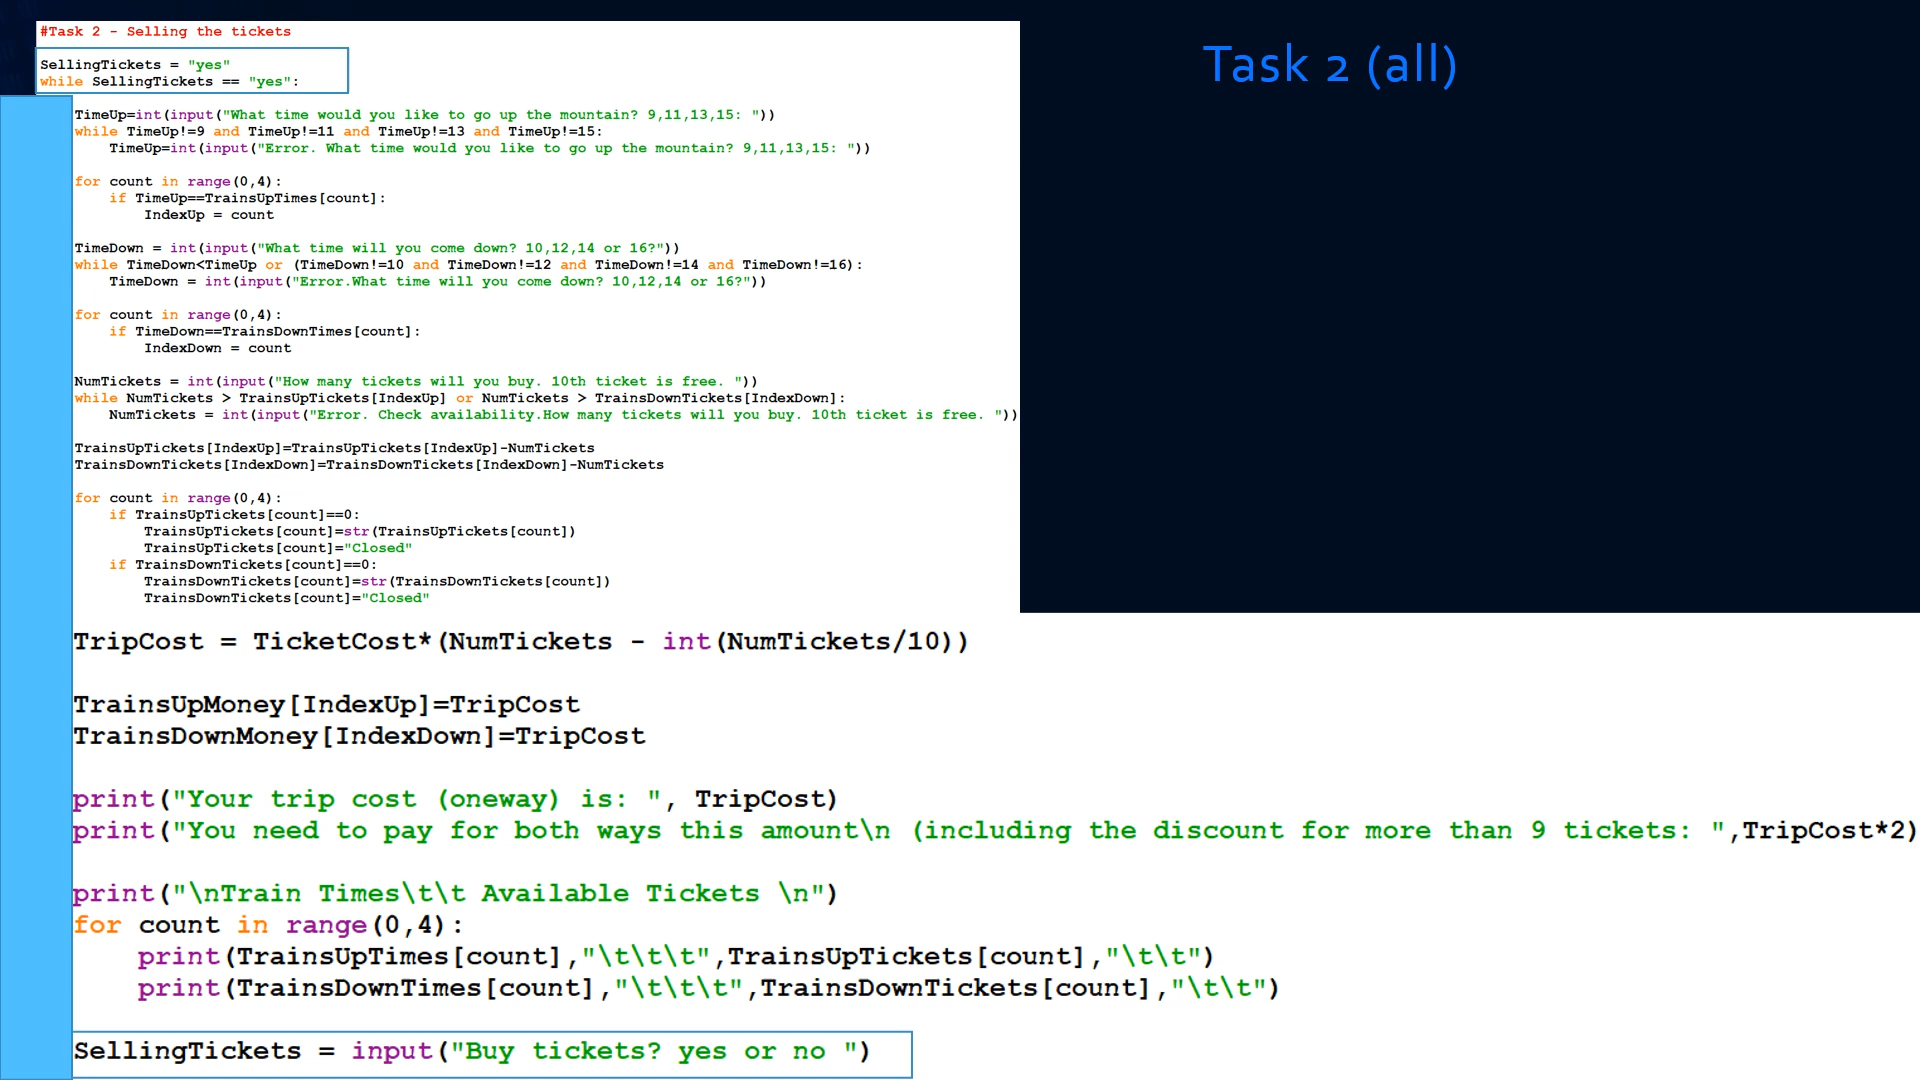 #Task 2 - Selling the tickets
Task 2 (all)
SellingTickets = "yes"
while SellingTickets == "yes":
TimeUp=int(input("What time would you like to go up the mountain? 9,11,13,15: "))
while TimeUp!=9 and TimeUp!=11 and TimeUp!=13 and TimeUp!=15:
TimeUp=int(input("Error. What time would you like to go up the mountain? 9,11,13,15: "))
for count in range(0,4):
if TimeUp==TrainsUpTimes[count]:
IndexUp = count
TimeDown = int(input("What time will you come down? 10,12,14 or 16?"))
while TimeDown<TimeUp or (TimeDown!=10 and TimeDown!=12 and TimeDown!=14 and TimeDown!=16):
TimeDown = int(input("Error.What time will you come down? 10,12,14 or 16?"))
for count in range(0,4):
if TimeDown==TrainsDownTimes[count]:
IndexDown = count
NumTickets = int(input("How many tickets will you buy. 10th ticket is free. "))
while NumTickets > TrainsUpTickets[IndexUp] or NumTickets > TrainsDownTickets[IndexDown]:
NumTickets = int(input("Error. Check availability.How many tickets will you buy. 10th ticket is free. "))
TrainsUpTickets[IndexUp]=TrainsUpTickets[IndexUp]-NumTickets
TrainsDownTickets[IndexDown]=TrainsDownTickets[IndexDown]-NumTickets
for count in range(0,4):
if TrainsUpTickets[count]==0:
TrainsUpTickets[count]=str(TrainsUpTickets[count])
TrainsUpTickets[count]="Closed"
if TrainsDownTickets[count]==0:
TrainsDownTickets[count]=str(TrainsDownTickets[count])
TrainsDownTickets[count]="Closed"
TripCost = TicketCost*(NumTickets - int(NumTickets/10))
TrainsUpMoney[IndexUp]=TripCost
TrainsDownMoney[IndexDown]=TripCost
print("Your trip cost (oneway) is: ", TripCost)
print("You need to pay for both ways this amount\n (including the discount for more than 9 tickets: ",TripCost*2)
print("\nTrain Times\t\t Available Tickets \n")
for count in range(0,4):
print(TrainsUpTimes[count],"\t\t\t",TrainsUpTickets[count],"\t\t")
print(TrainsDownTimes[count],"\t\t\t",TrainsDownTickets[count],"\t\t")
SellingTickets = input("Buy tickets? yes or no ")